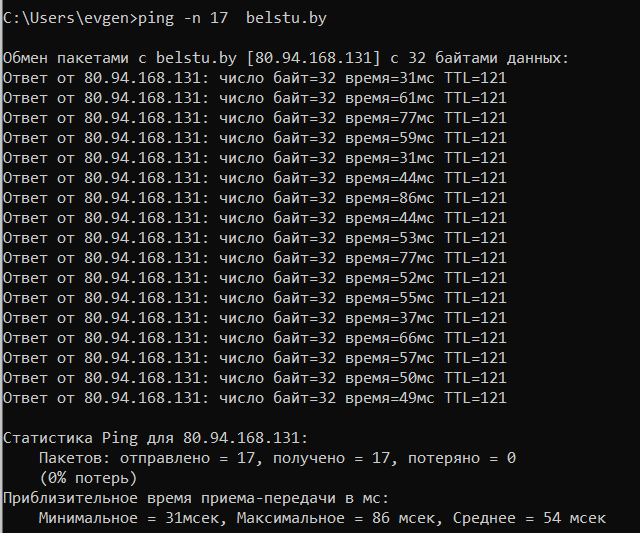 C:\Users\evgen>ping -n 17  belstu.by
Обмен пакетами с belstu.by [80.94.168.131] с 32 байтами данных:
Ответ от 80.94.168.131: число байт=32 время=31мс TTL=121
Ответ от 80.94.168.131: число байт=32 время=61мс TTL=121
Ответ от 80.94.168.131: число байт=32 время=77мс TTL=121
Ответ от 80.94.168.131: число байт=32 время=59мс TTL=121
Ответ от 80.94.168.131: число байт=32 время=31мс TTL=121
Ответ от 80.94.168.131: число байт=32 время=44мс TTL=121
Ответ от 80.94.168.131: число байт=32 время=86мс TTL=121
Ответ от 80.94.168.131: число байт=32 время=44мс TTL=121
Ответ от 80.94.168.131: число байт=32 время=53мс TTL=121
Ответ от 80.94.168.131: число байт=32 время=77мс TTL=121
Ответ от 80.94.168.131: число байт=32 время=52мс TTL=121
Ответ от 80.94.168.131: число байт=32 время=55мс TTL=121
Ответ от 80.94.168.131: число байт=32 время=37мс TTL=121
Ответ от 80.94.168.131: число байт=32 время=66мс TTL=121
Ответ от 80.94.168.131: число байт=32 время=57мс TTL=121
Ответ от 80.94.168.131: число байт=32 время=50мс TTL=121
Ответ от 80.94.168.131: число байт=32 время=49мс TTL=121
Статистика Ping для 80.94.168.131:
Пакетов: отправлено = 17, получено = 17, потеряно = 0
(0% потерь)
Приблизительное время приема-передачи в мс:
Минимальное = 31мсек, Максимальное = 86 мсек, Среднее = 54 мсек